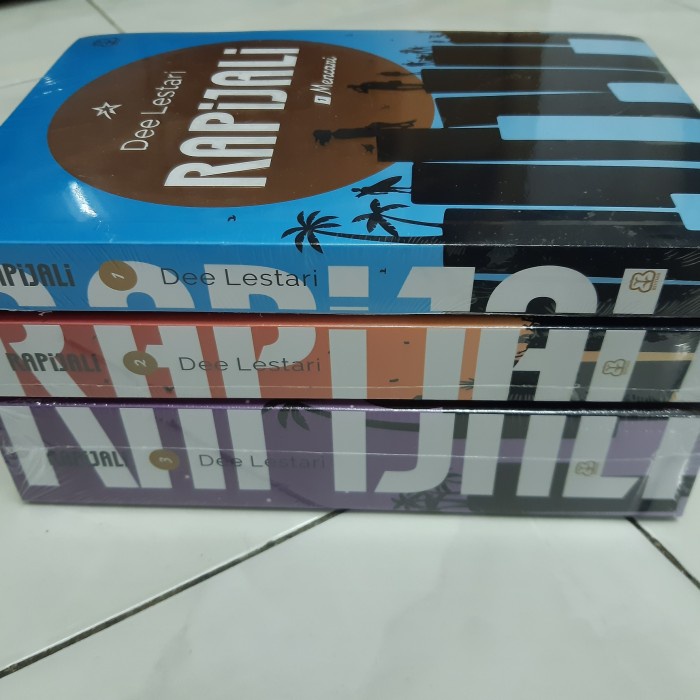 Dee Lestari
RAPIJALI
1 Mencari
RAPIJALI
1
Dee Lestari
RAPIJALI
2
Dee Lestari
RAPIJALI
RAPIJALI
3
Dee Lestari
RAPIJALI